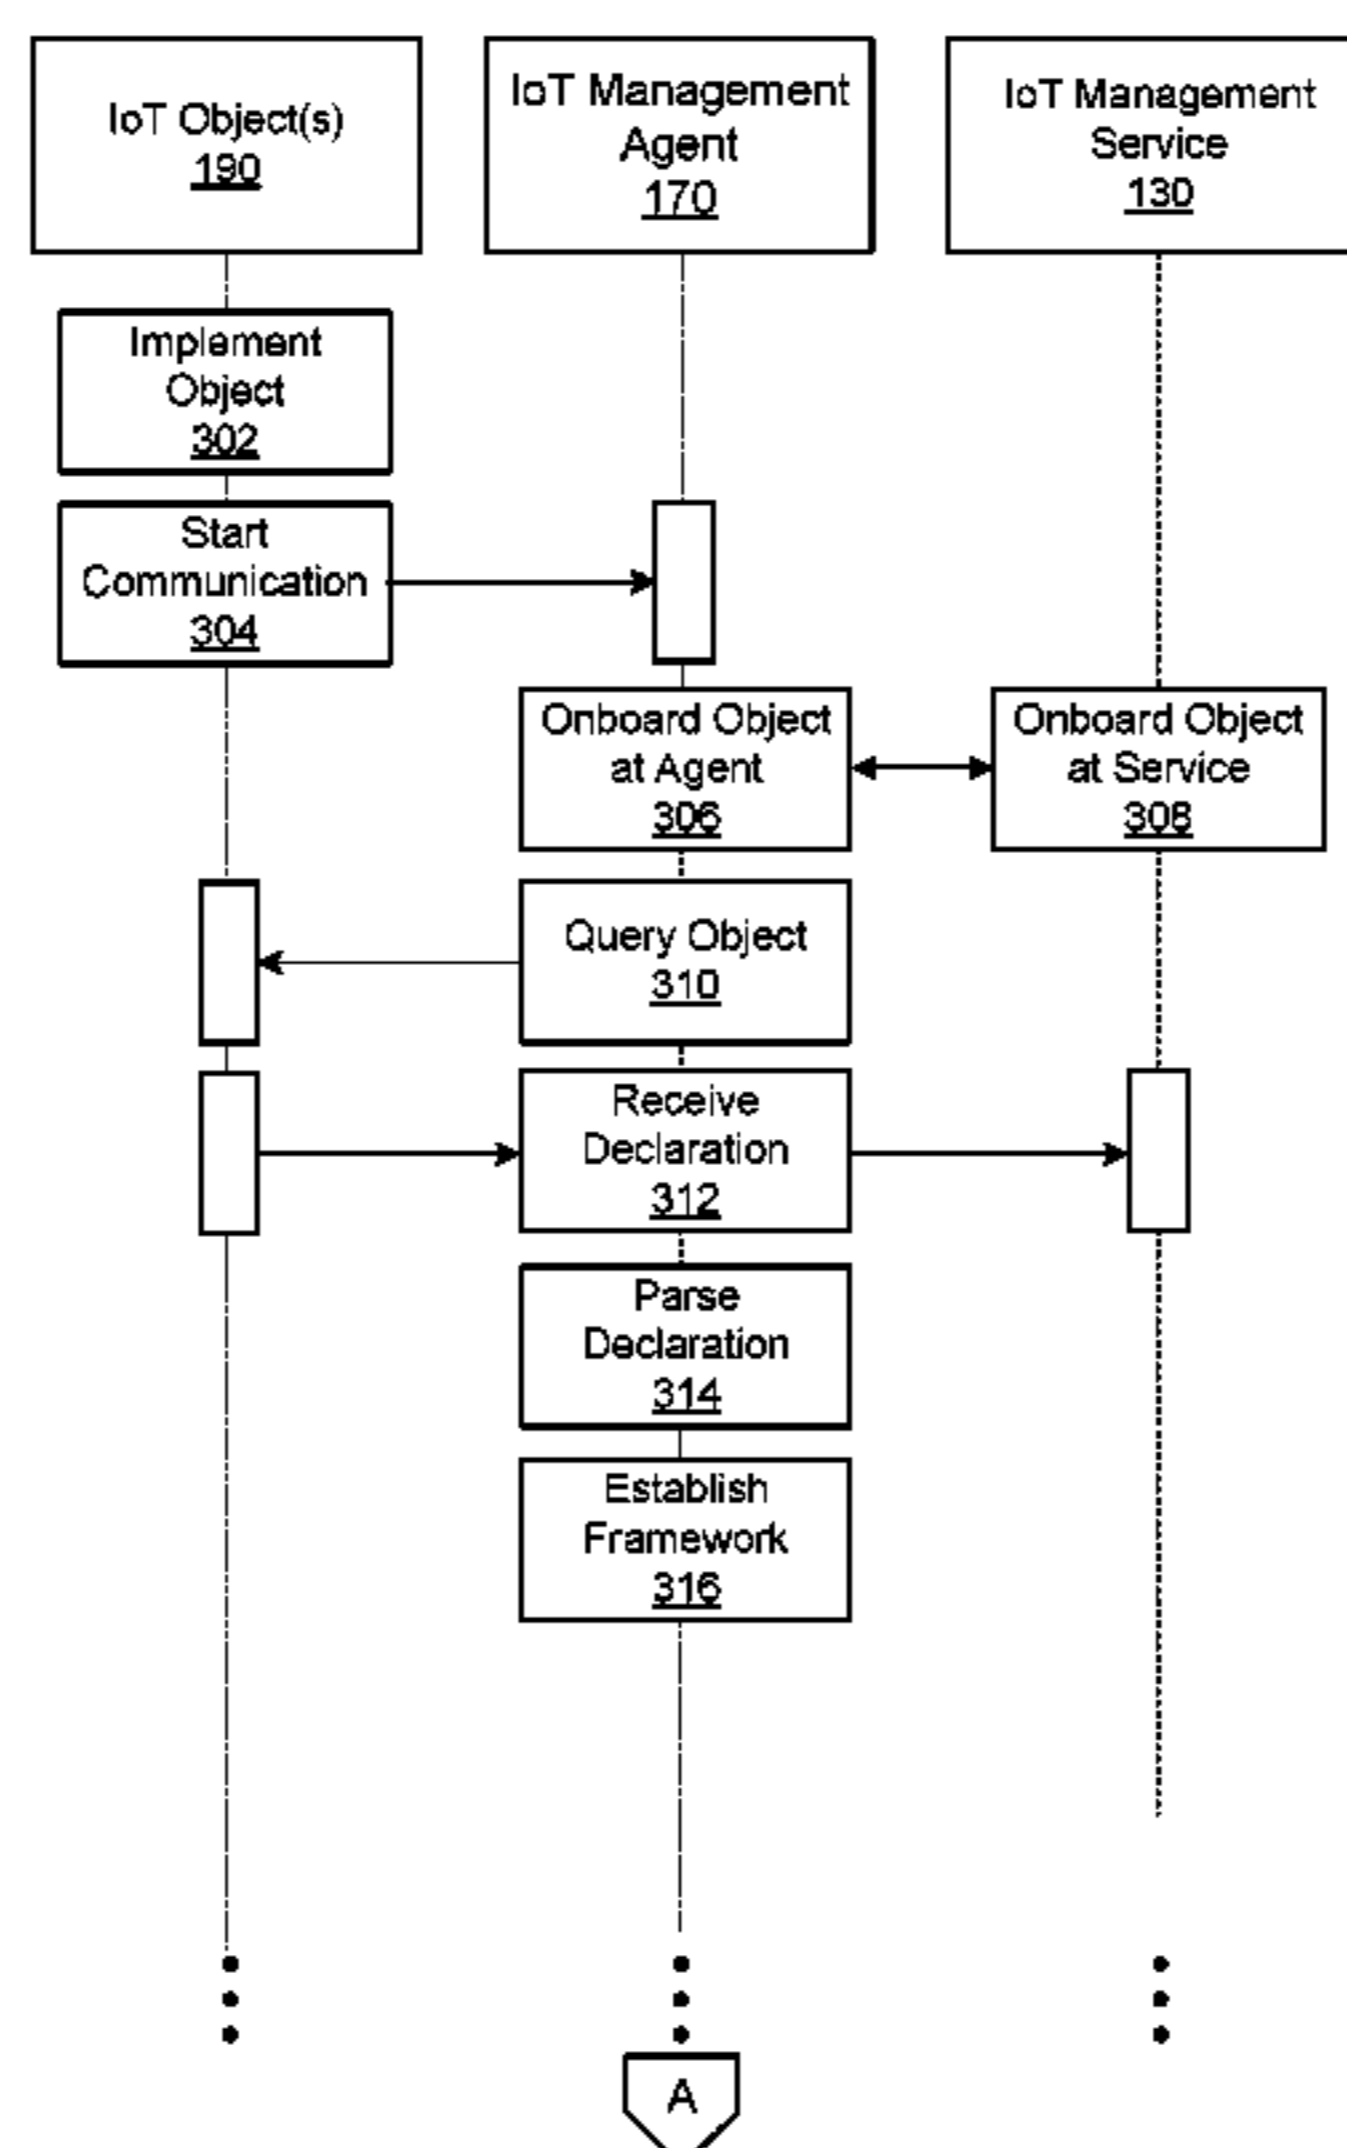 IoT Object(s)
190
IoT Management
Agent
170
IoT Management
Service
130
Implement
Object
302
Start
Communication
304
Onboard Object
at Agent
306
Onboard Object
at Service
308
Query Object
310
Receive
Declaration
312
Parse
Declaration
314
Establish
Framework
316
A